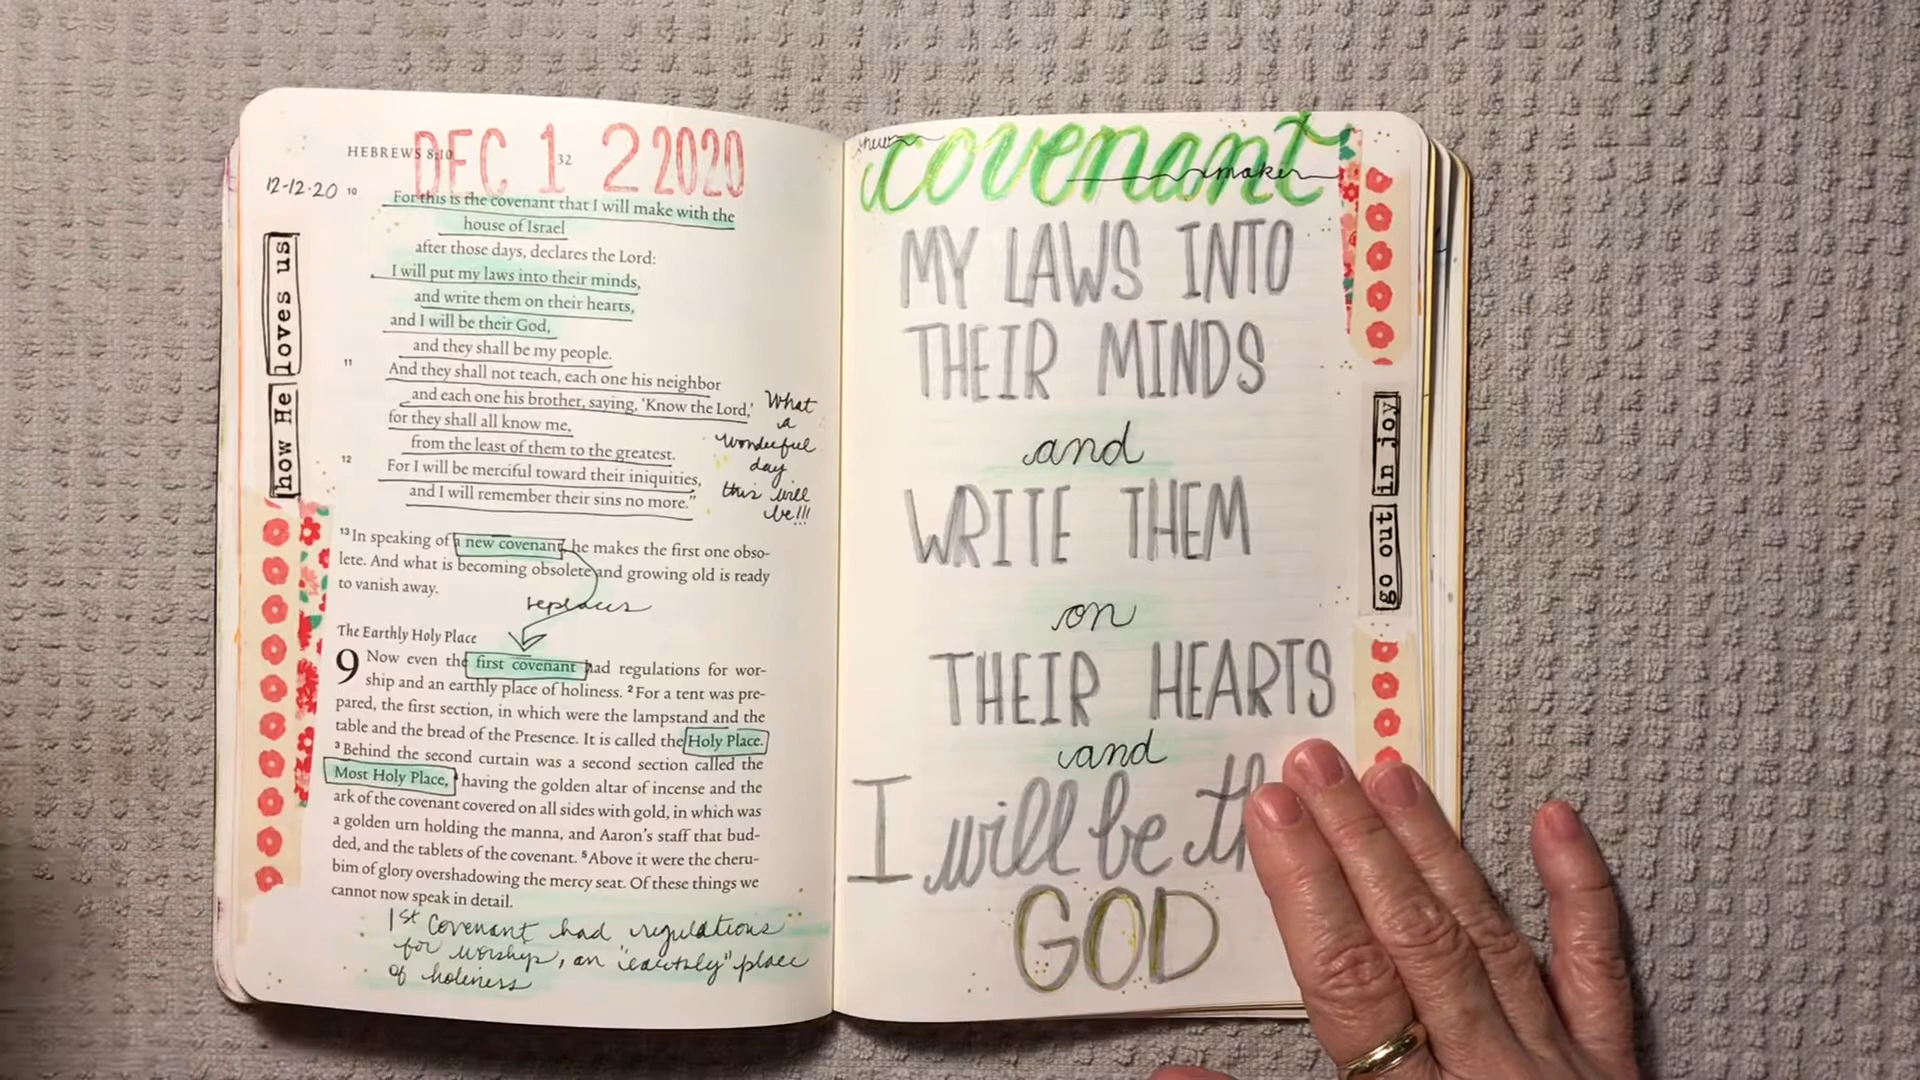 HEBREWS 8:10
32
DEC 1 2 2020
12-12-20
how He loves us
10 For this is the covenant that I will make with the
house of Israel
after those days, declares the Lord:
I will put my laws into their minds,
and write them on their hearts,
and I will be their God,
and they shall be my people.
11 And they shall not teach, each one his neighbor
and each one his brother, saying, ‘Know the Lord,’
for they shall all know me,
from the least of them to the greatest.
12 For I will be merciful toward their iniquities,
and I will remember their sins no more.”
What
a
wonderful
day
this will
be!!!
13 In speaking of a new covenant, he makes the first one obso-
lete. And what is becoming obsolete and growing old is ready
to vanish away.
replaces
The Earthly Holy Place
9 Now even the first covenant had regulations for wor-
ship and an earthly place of holiness. 2 For a tent was pre-
pared, the first section, in which were the lampstand and the
table and the bread of the Presence. It is called the Holy Place.
3 Behind the second curtain was a second section called the
Most Holy Place, having the golden altar of incense and the
ark of the covenant covered on all sides with gold, in which was
a golden urn holding the manna, and Aaron’s staff that bud-
ded, and the tablets of the covenant. 5 Above it were the cheru-
bim of glory overshadowing the mercy seat. Of these things we
cannot now speak in detail.
1st Covenant had regulations
for worship, an "earthly" place
of holiness
covenant
maker
MY LAWS INTO
THEIR MINDS
and
WRITE THEM
on
THEIR HEARTS
and
I will be th
GOD
go out in joy